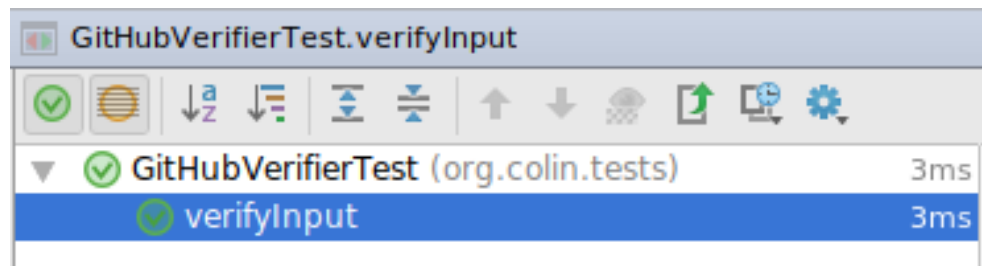 GitHubVerifierTest.verifyInput
a
z
GitHubVerifierTest (org.colin.tests) 3ms
verifyInput 3ms